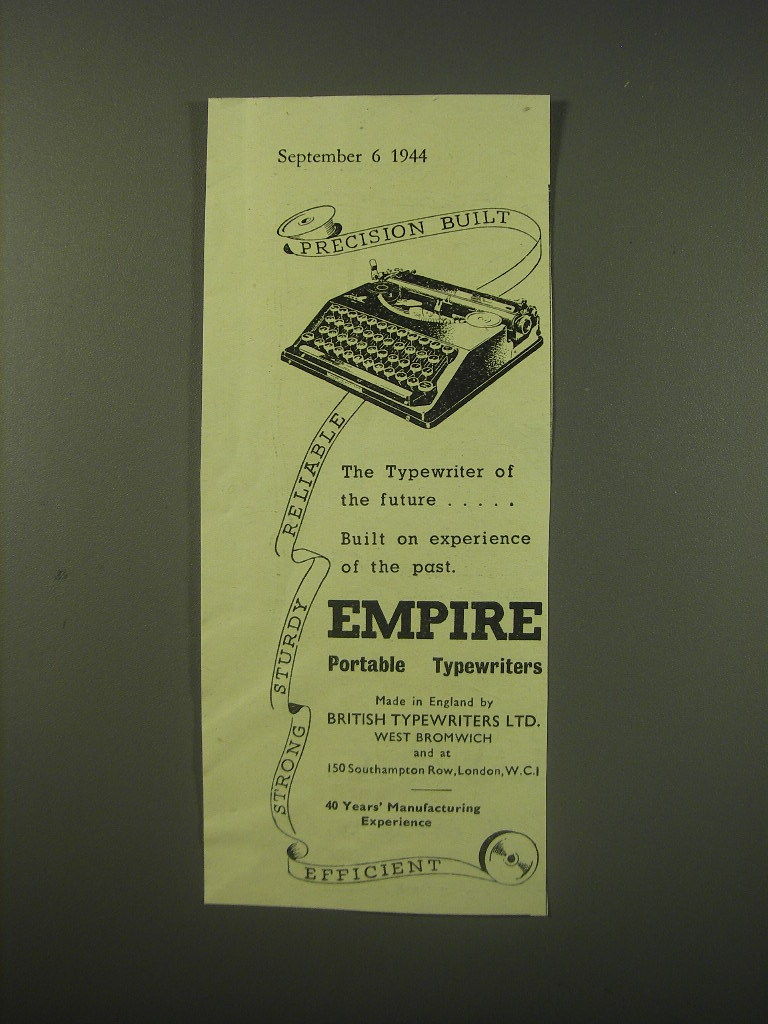 September 6 1944
PRECISION BUILT
RELIABLE
STURDY
STRONG
EFFICIENT
The Typewriter of
the future . . . . .
Built on experience
of the past.
EMPIRE
Portable Typewriters
Made in England by
BRITISH TYPEWRITERS LTD.
WEST BROMWICH
and at
150 Southampton Row, London, W.C.1
40 Years' Manufacturing
Experience